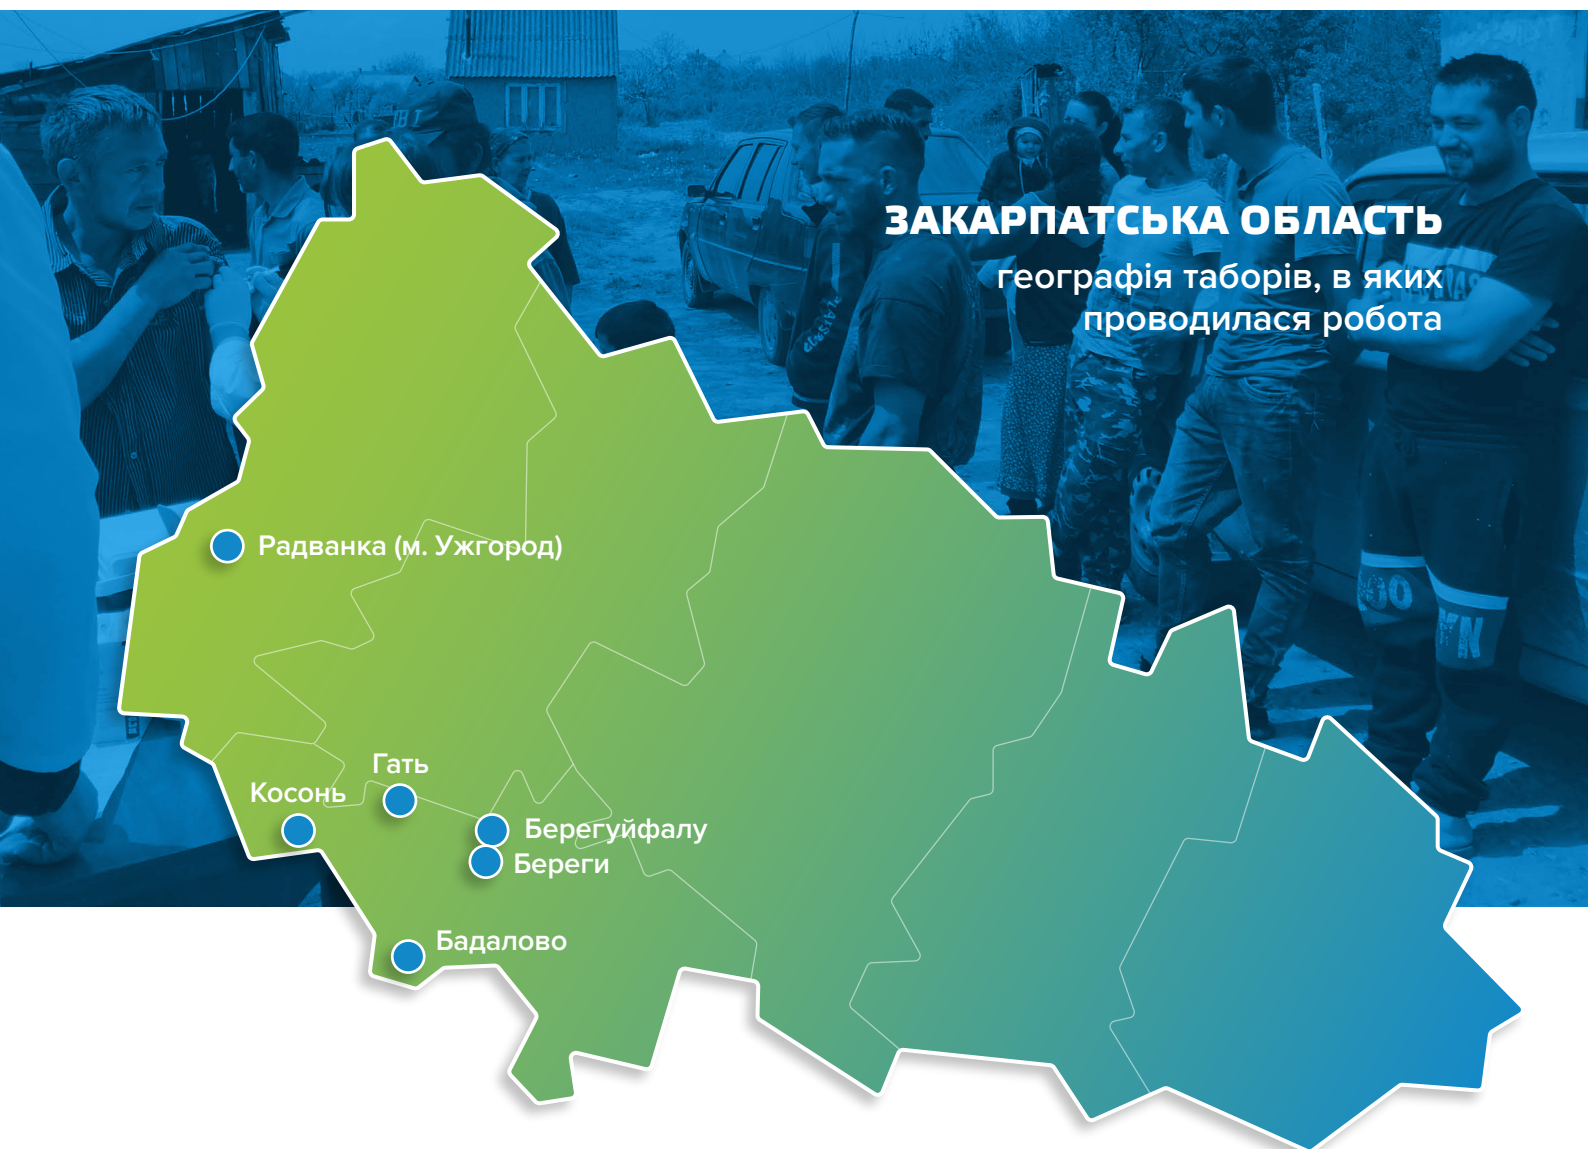 ЗАКАРПАТСЬКА ОБЛАСТЬ
географія таборів, в яких
проводилася робота
Радванка (м. Ужгород)
Гать
Косонь
Берегуйфалу
Береги
Бадалово